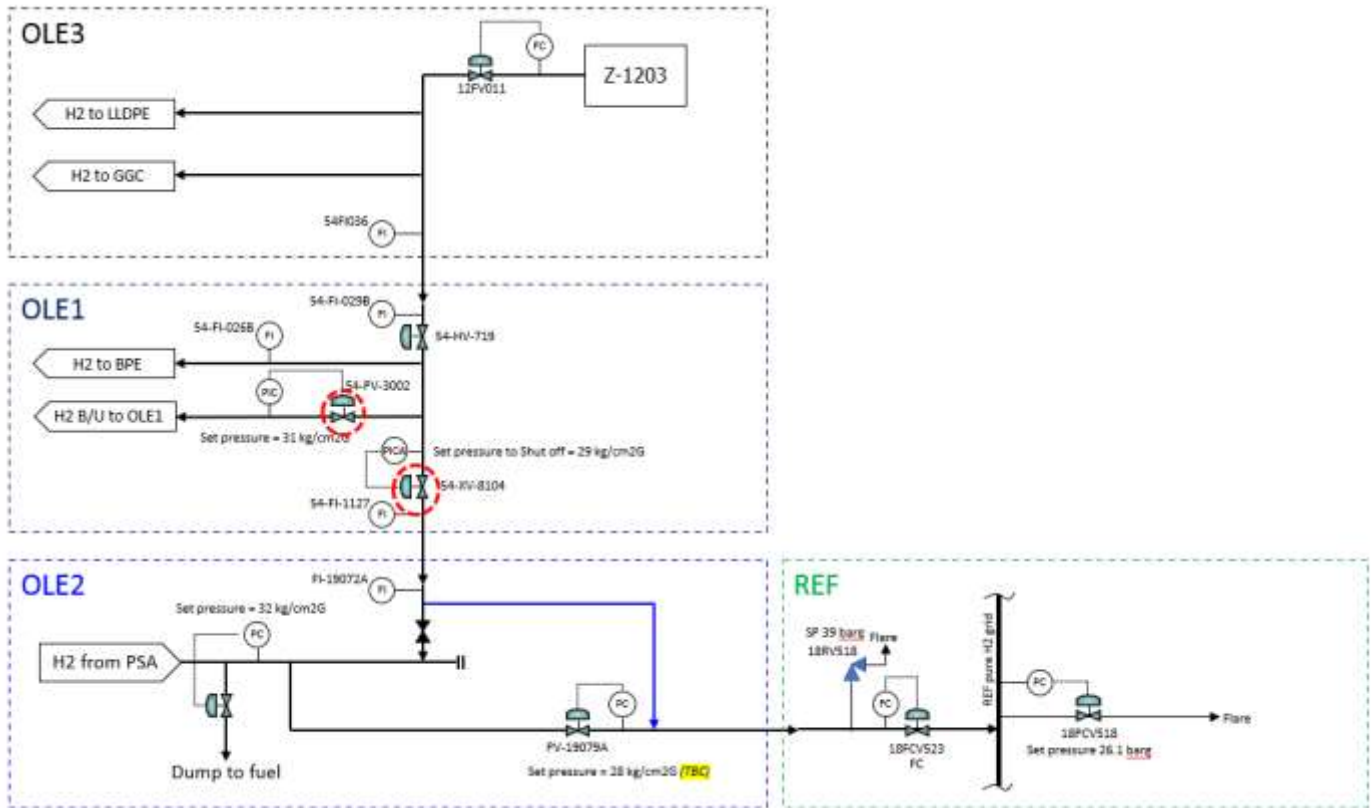 OLE3
FC
Z-1203
12FV011
H2 to LLDPE
H2 to GGC
54FI036
FI
OLE1
54-FI-029B
FI
54-FI-026B
FI
54-HV-719
H2 to BPE
PIC
54-PV-3002
H2 B/U to OLE1
Set pressure = 31 kg/cm2G
PICA
Set pressure to Shut off = 29 kg/cm2G
54-XV-8104
54-FI-1127
FI
OLE2
FI-19072A
FI
Set pressure = 32 kg/cm2G
PC
H2 from PSA
Dump to fuel
PC
PV-19079A
Set pressure = 28 kg/cm2G (TBC)
REF
SP 39 barg
Flare
18RV518
PC
18FCV523
FC
REF pure H2 grid
PC
18PCV518
Flare
Set pressure 26.1 barg